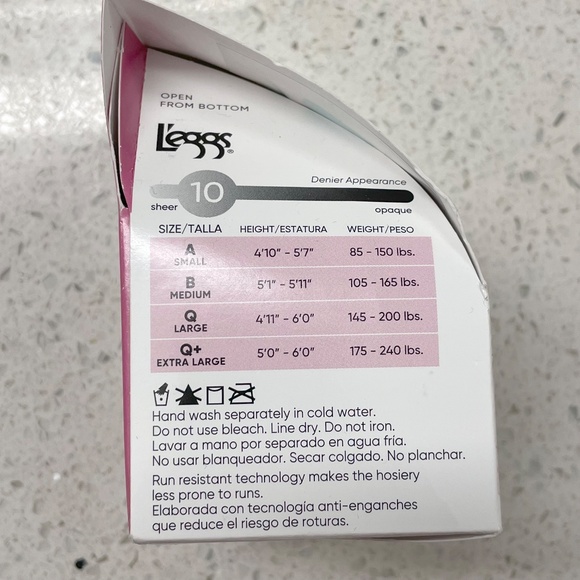 OPEN
FROM BOTTOM
L'eggs®
Denier Appearance
10
sheer
opaque
SIZE/TALLA HEIGHT/ESTATURA WEIGHT/PESO
A
SMALL
4'10" - 5'7" 85 - 150 lbs.
B
MEDIUM
5'1" - 5'11" 105 - 165 lbs.
Q
LARGE
4'11" - 6'0" 145 - 200 lbs.
Q+
EXTRA LARGE
5'0" - 6'0" 175 - 240 lbs.
Hand wash separately in cold water.
Do not use bleach. Line dry. Do not iron.
Lavar a mano por separado en agua fría.
No usar blanqueador. Secar colgado. No planchar.
Run resistant technology makes the hosiery
less prone to runs.
Elaborada con tecnología anti-enganches
que reduce el riesgo de roturas.